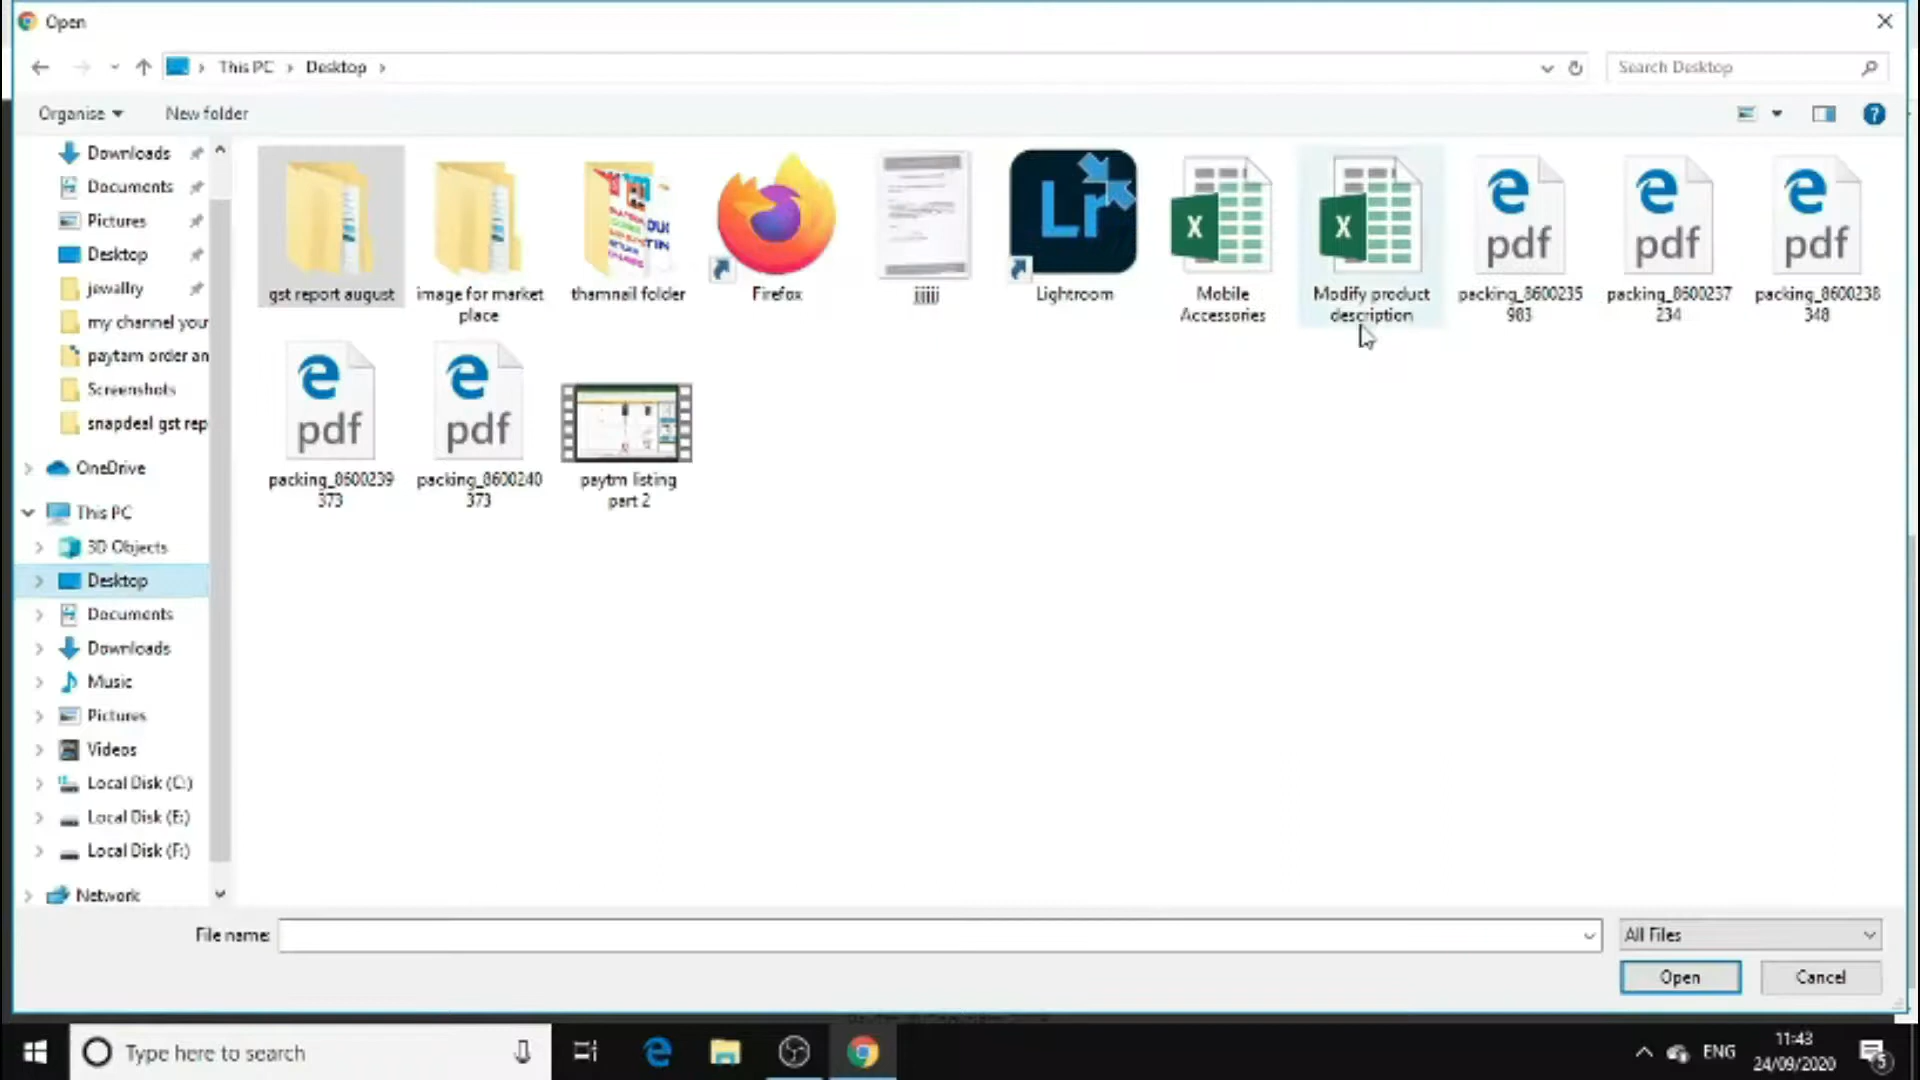 Open
This PC
Desktop
Search Desktop
Organise
New folder
Downloads
Documents
Pictures
Desktop
jewallry
my channel your
paytam order an
Screenshots
snapdeal gst rep
OneDrive
This PC
3D Objects
Desktop
Documents
Downloads
Music
Pictures
Videos
Local Disk (C:)
Local Disk (E:)
Local Disk (F:)
Network
gst report august
image for market
place
thamnail folder
Firefox
jjjjjj
Lr
Lightroom
X
Mobile
Accessories
X
Modify product
description
pdf
packing_8600235
983
pdf
packing_8600237
234
pdf
packing_8600238
348
pdf
packing_8600239
373
pdf
packing_8600240
373
paytm listing
part 2
File name:
All Files
Open
Cancel
Type here to search
ENG
11:43
24/09/2020
5